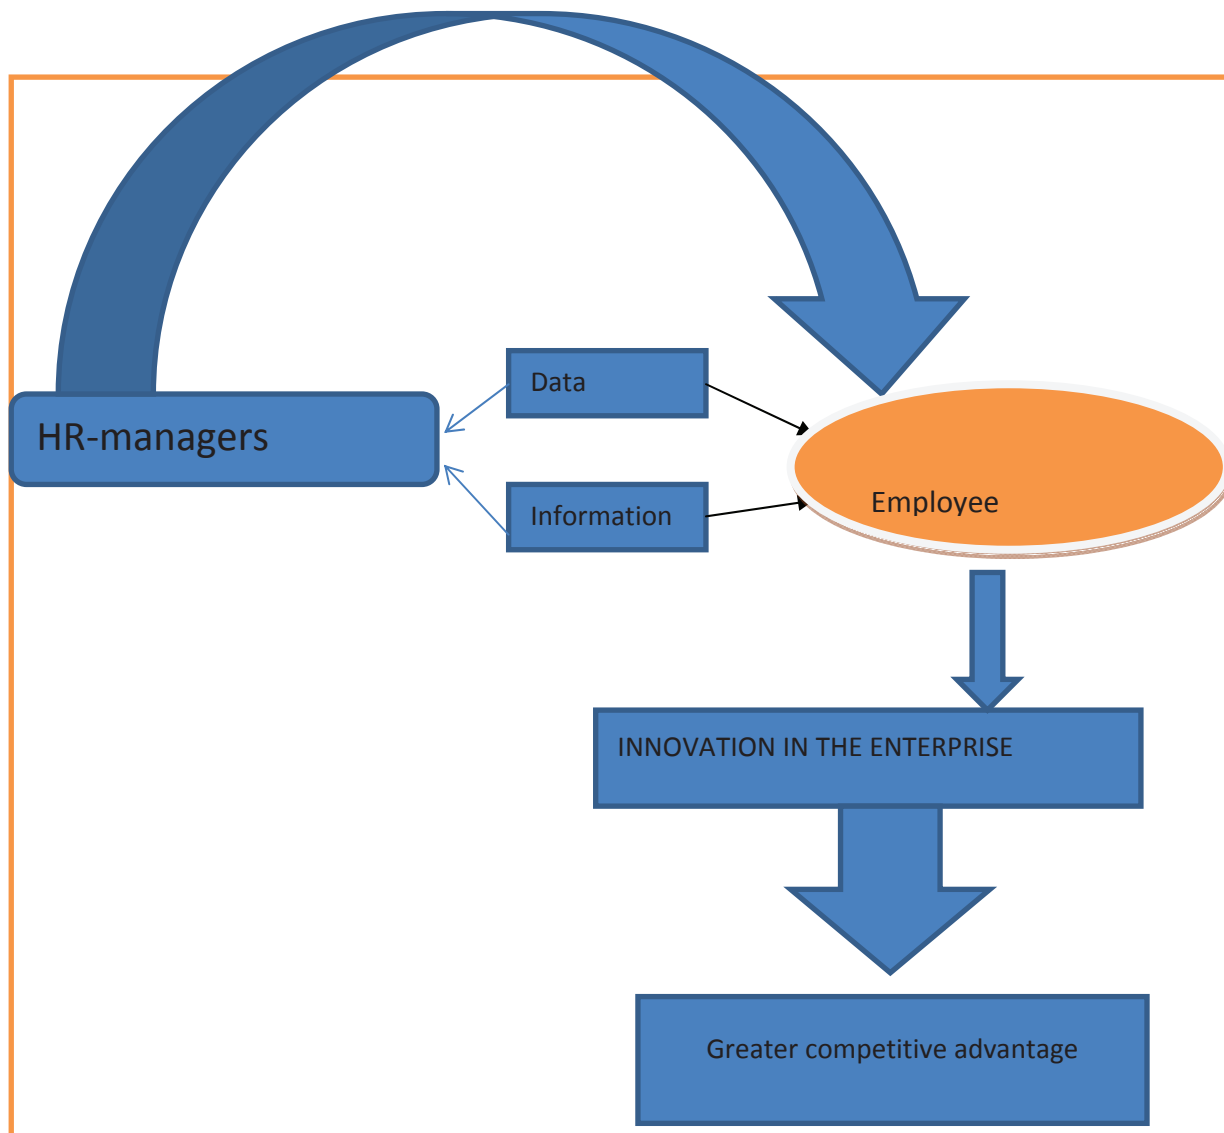 Data
HR-managers
Information
Employee
INNOVATION IN THE ENTERPRISE
Greater competitive advantage